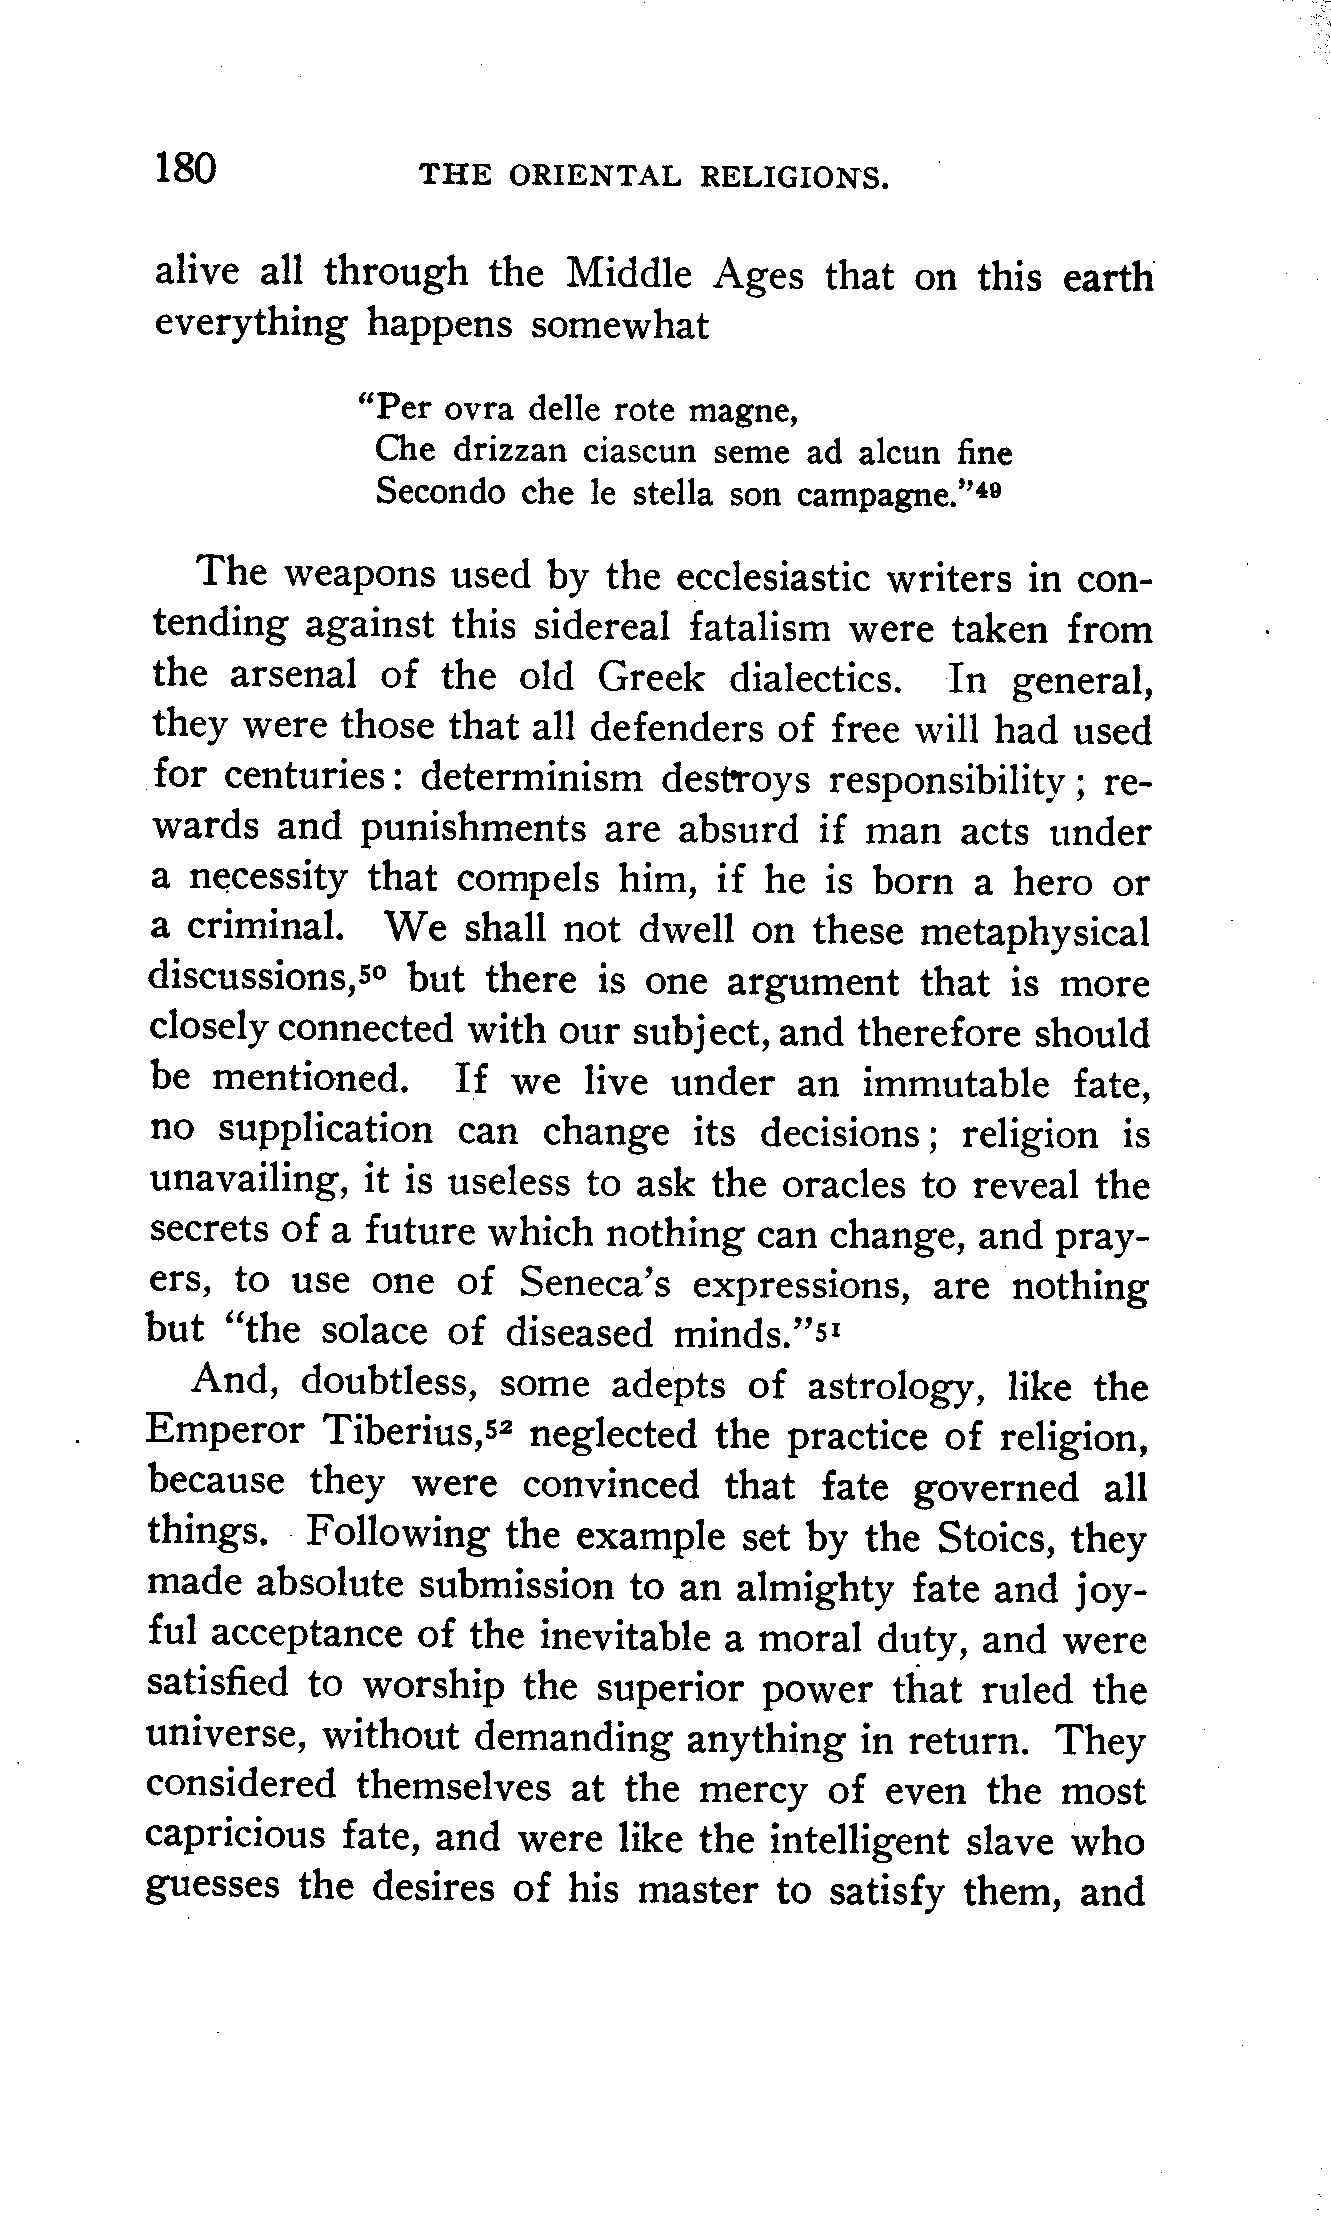 180 THE ORIENTAL RELIGIONS.
alive all through the Middle Ages that on this earth
everything happens somewhat
"Per ovra delle rote magne,
Che drizzan ciascun seme ad alcun fine
Secondo che le stella son campagne."⁴⁹
The weapons used by the ecclesiastic writers in con-
tending against this sidereal fatalism were taken from
the arsenal of the old Greek dialectics. In general,
they were those that all defenders of free will had used
for centuries: determinism destroys responsibility; re-
wards and punishments are absurd if man acts under
a necessity that compels him, if he is born a hero or
a criminal. We shall not dwell on these metaphysical
discussions,⁵⁰ but there is one argument that is more
closely connected with our subject, and therefore should
be mentioned. If we live under an immutable fate,
no supplication can change its decisions; religion is
unavailing, it is useless to ask the oracles to reveal the
secrets of a future which nothing can change, and pray-
ers, to use one of Seneca's expressions, are nothing
but "the solace of diseased minds."⁵¹
And, doubtless, some adepts of astrology, like the
Emperor Tiberius,⁵² neglected the practice of religion,
because they were convinced that fate governed all
things. Following the example set by the Stoics, they
made absolute submission to an almighty fate and joy-
ful acceptance of the inevitable a moral duty, and were
satisfied to worship the superior power that ruled the
universe, without demanding anything in return. They
considered themselves at the mercy of even the most
capricious fate, and were like the intelligent slave who
guesses the desires of his master to satisfy them, and